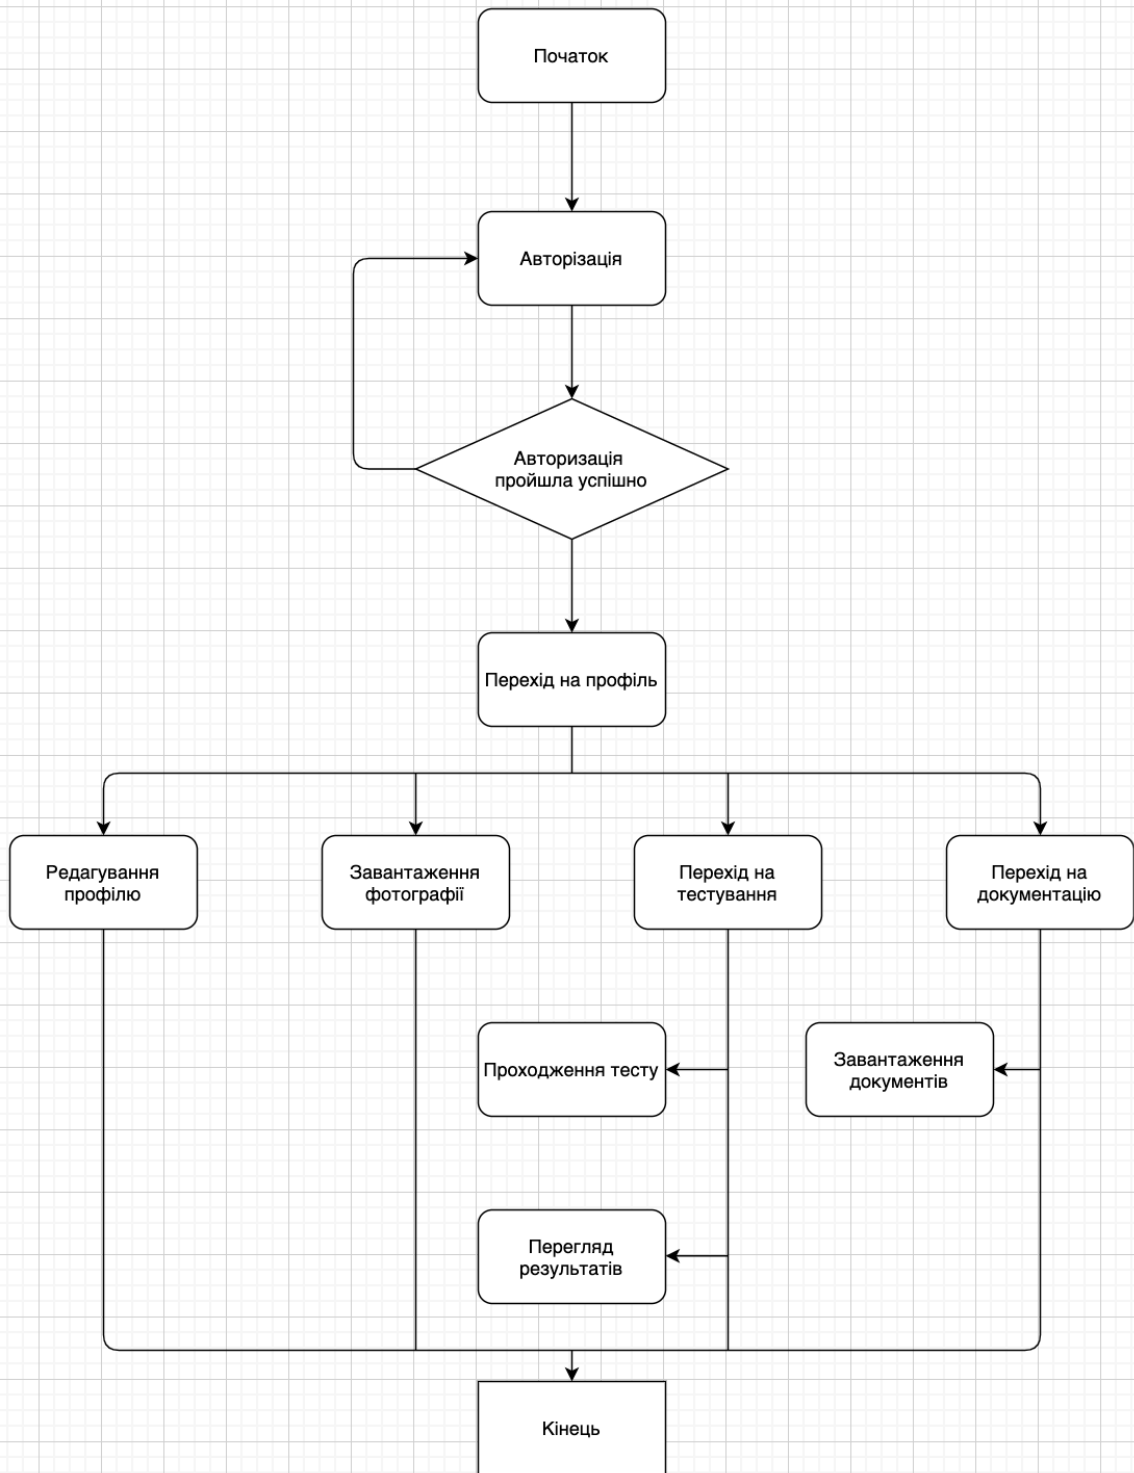 Початок
Авторізація
Авторизація
пройшла успішно
Перехід на профіль
Редагування
профілю
Завантаження
фотографії
Перехід на
тестування
Перехід на
документацію
Проходження тесту
Завантаження
документів
Перегляд
результатів
Кінець